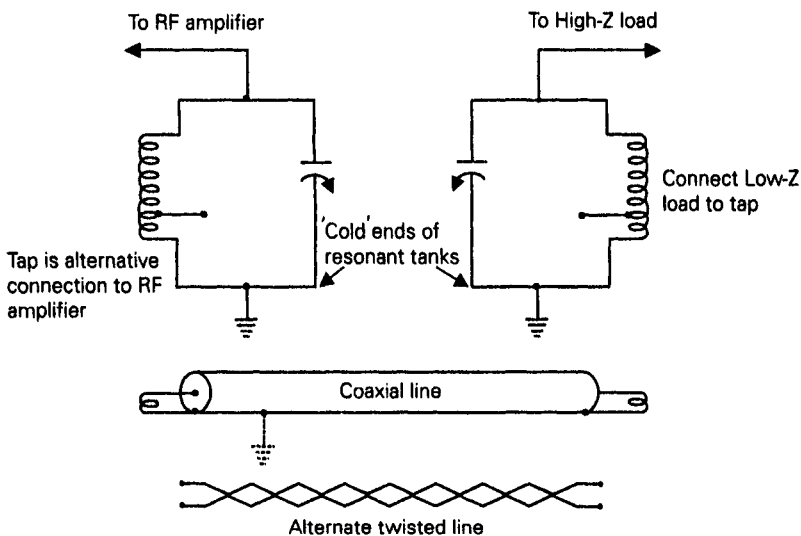 To RF amplifier
To High-Z load
Connect Low-Z
load to tap
'Cold' ends of
resonant tanks
Tap is alternative
connection to RF
amplifier
Coaxial line
Alternate twisted line